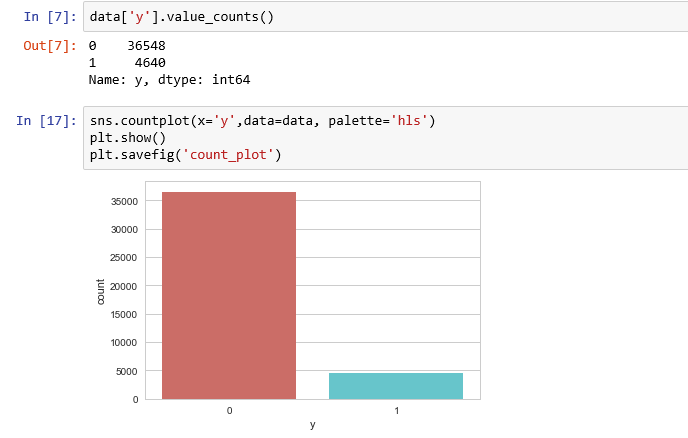 In [7]: data['y'].value_counts()
Out[7]: 0    36548
1     4640
Name: y, dtype: int64
In [17]: sns.countplot(x='y',data=data, palette='hls')
plt.show()
plt.savefig('count_plot')
35000
30000
25000
20000
15000
10000
5000
0
count
0 1
y